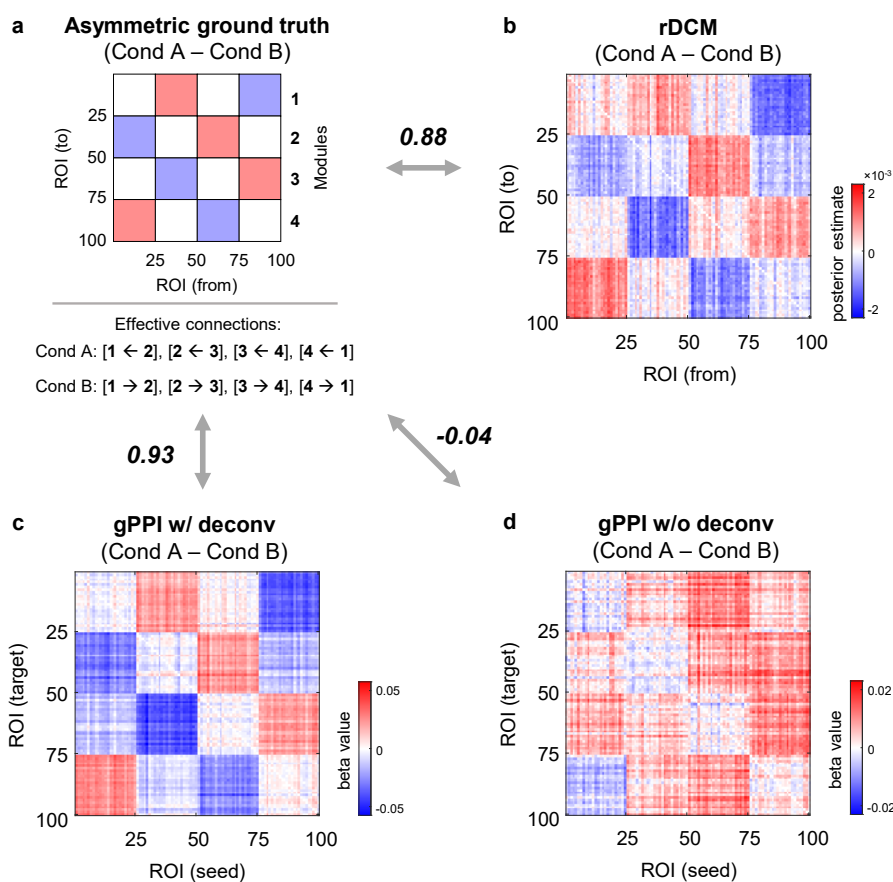 a
Asymmetric ground truth
(Cond A – Cond B)
ROI (to)
25
50
75
100
1
2
3
4
Modules
25 50 75 100
ROI (from)
Effective connections:
Cond A: [1 ← 2], [2 ← 3], [3 ← 4], [4 ← 1]
Cond B: [1 → 2], [2 → 3], [3 → 4], [4 → 1]
0.88
b
rDCM
(Cond A – Cond B)
ROI (to)
25
50
75
100
25 50 75 100
ROI (from)
×10⁻³
2
0
-2
posterior estimate
0.93
-0.04
c
gPPI w/ deconv
(Cond A – Cond B)
ROI (target)
25
50
75
100
25 50 75 100
ROI (seed)
0.05
0
-0.05
beta value
d
gPPI w/o deconv
(Cond A – Cond B)
ROI (target)
25
50
75
100
25 50 75 100
ROI (seed)
0.02
0
-0.02
beta value